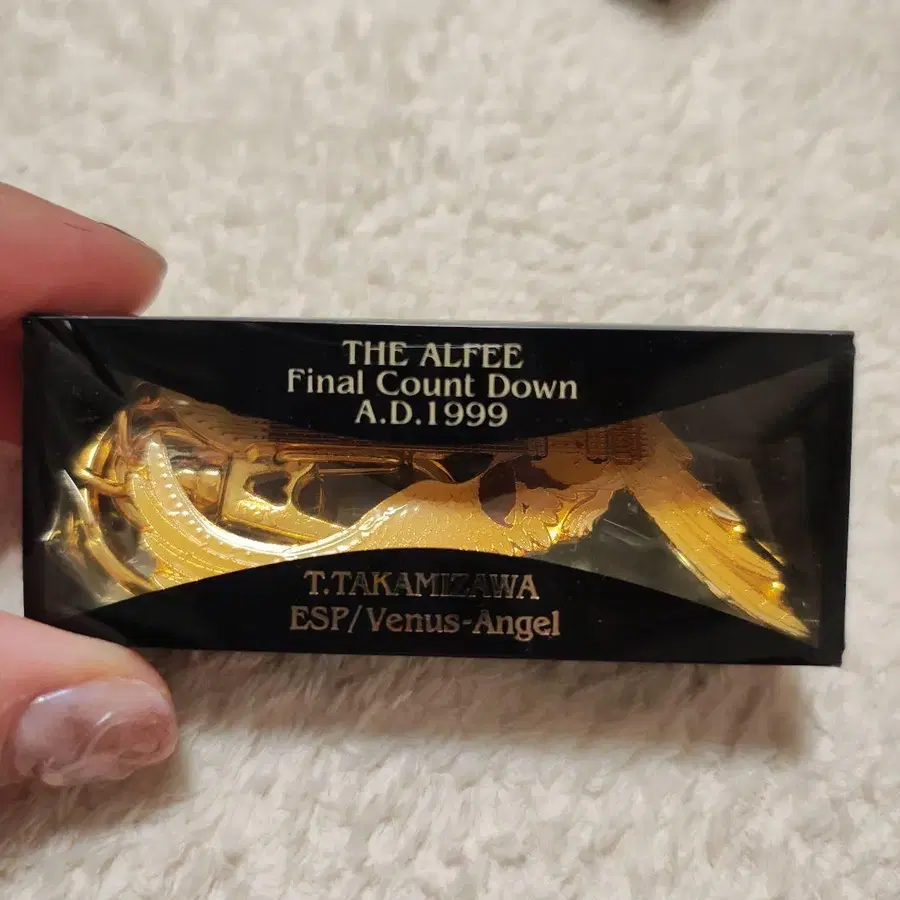 THE ALFEE
Final Count Down
A.D.1999
T.TAKAMIZAWA
ESP/Venus-Angel